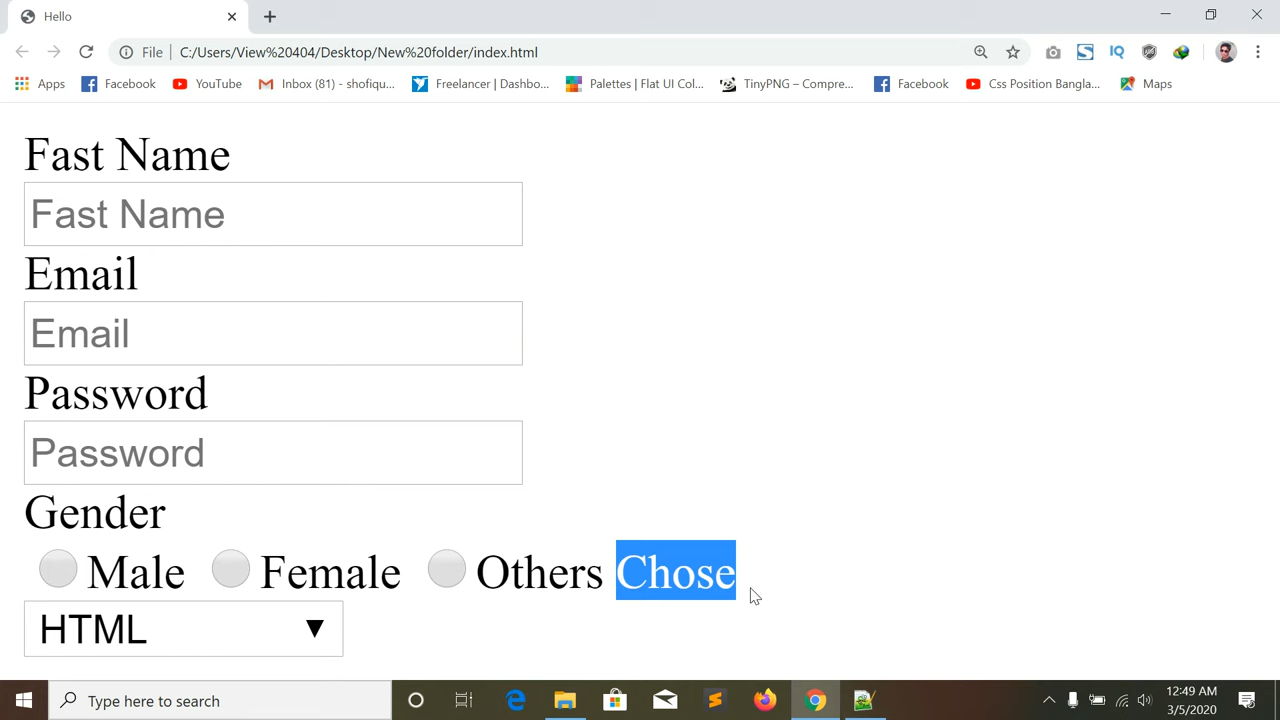 Hello
File C:/Users/View%20404/Desktop/New%20folder/index.html
Apps Facebook YouTube Inbox (81) - shofiqu... Freelancer | Dashbo... Palettes | Flat UI Col... TinyPNG – Compre... Facebook Css Position Bangla... Maps
Fast Name
Fast Name
Email
Email
Password
Password
Gender
Male Female Others Chose
HTML
Type here to search
12:49 AM
3/5/2020